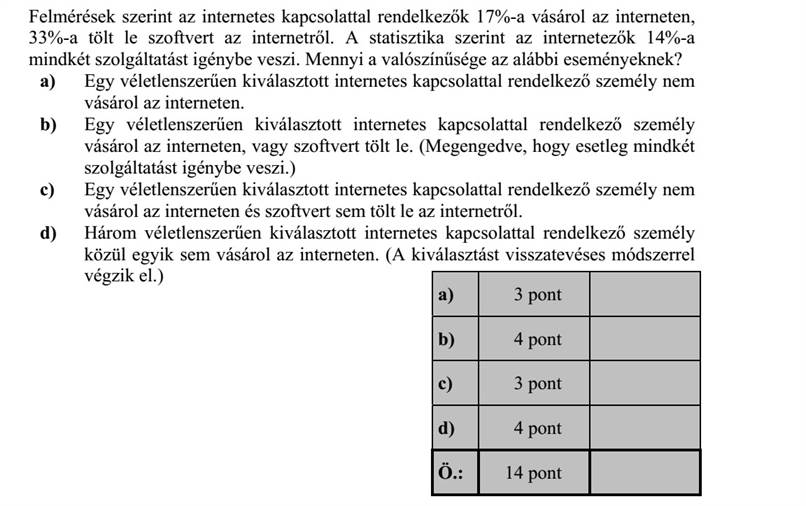 Felmérések szerint az internetes kapcsolattal rendelkezők 17%-a vásárol az interneten,
33%-a tölt le szoftvert az internetről. A statisztika szerint az internetezők 14%-a
mindkét szolgáltatást igénybe veszi. Mennyi a valószínűsége az alábbi eseményeknek?
a) Egy véletlenszerűen kiválasztott internetes kapcsolattal rendelkező személy nem
vásárol az interneten.
b) Egy véletlenszerűen kiválasztott internetes kapcsolattal rendelkező személy
vásárol az interneten, vagy szoftvert tölt le. (Megengedve, hogy esetleg mindkét
szolgáltatást igénybe veszi.)
c) Egy véletlenszerűen kiválasztott internetes kapcsolattal rendelkező személy nem
vásárol az interneten és szoftvert sem tölt le az internetről.
d) Három véletlenszerűen kiválasztott internetes kapcsolattal rendelkező személy
közül egyik sem vásárol az interneten. (A kiválasztást visszatevéses módszerrel
végzik el.)
a) 3 pont
b) 4 pont
c) 3 pont
d) 4 pont
Ö.: 14 pont